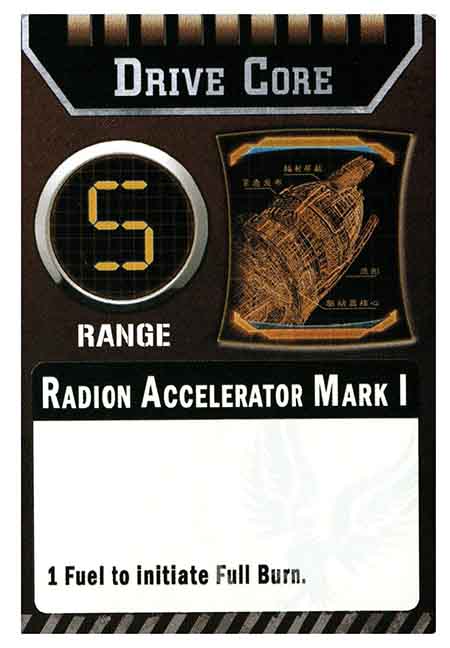 DRIVE CORE
5
RANGE
RADION ACCELERATOR MARK I
1 Fuel to initiate Full Burn.